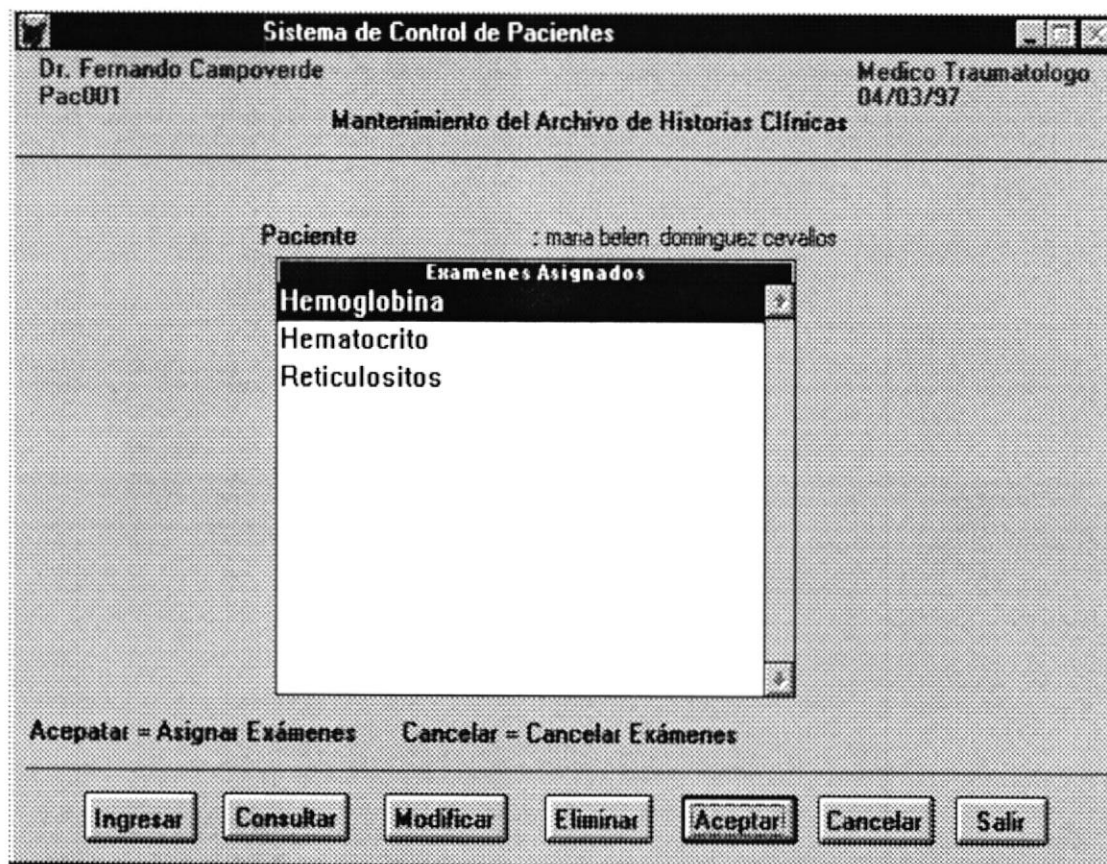 Sistema de Control de Pacientes
Dr. Fernando Campoverde Medico Traumatologo
Pac001 04/03/97
Mantenimiento del Archivo de Historias Clínicas
Paciente : maria belen dominguez cevallos
Examenes Asignados
Hemoglobina
Hematocrito
Reticulositos
Acepatar = Asignar Exámenes Cancelar = Cancelar Exámenes
Ingresar Consultar Modificar Eliminar Aceptar Cancelar Salir